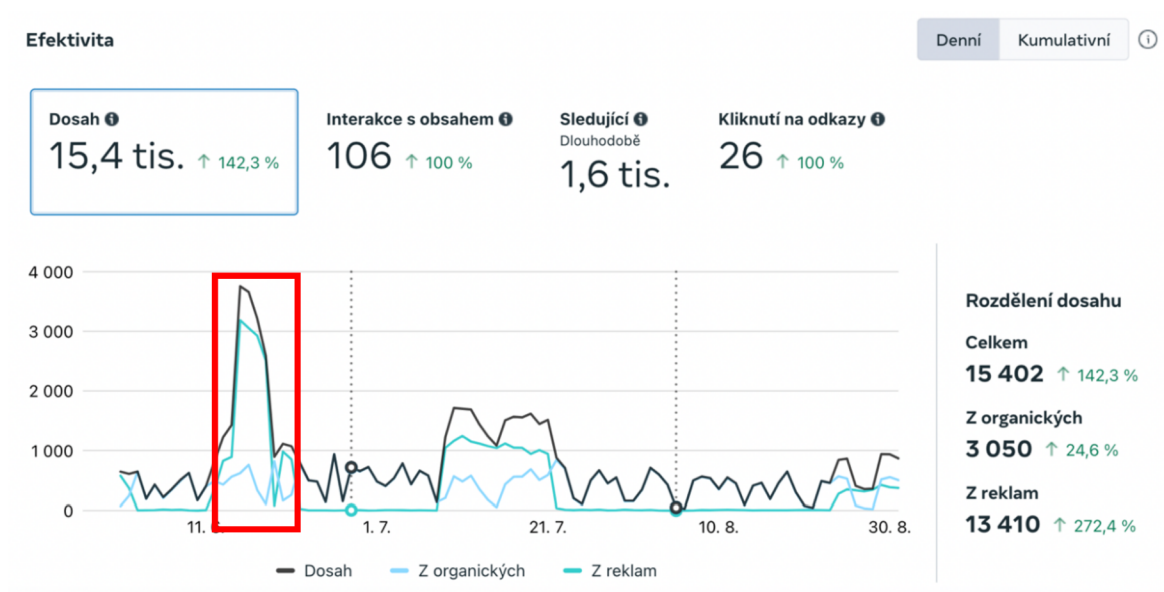 Efektivita
Denní
Kumulativní
Dosah
15,4 tis. ↑ 142,3 %
Interakce s obsahem
106 ↑ 100 %
Sledující
Dlouhodobě
1,6 tis.
Kliknutí na odkazy
26 ↑ 100 %
4 000
3 000
2 000
1 000
0
11.
1. 7.
21. 7.
10. 8.
30. 8.
Dosah
Z organických
Z reklam
Rozdělení dosahu
Celkem
15 402 ↑ 142,3 %
Z organických
3 050 ↑ 24,6 %
Z reklam
13 410 ↑ 272,4 %